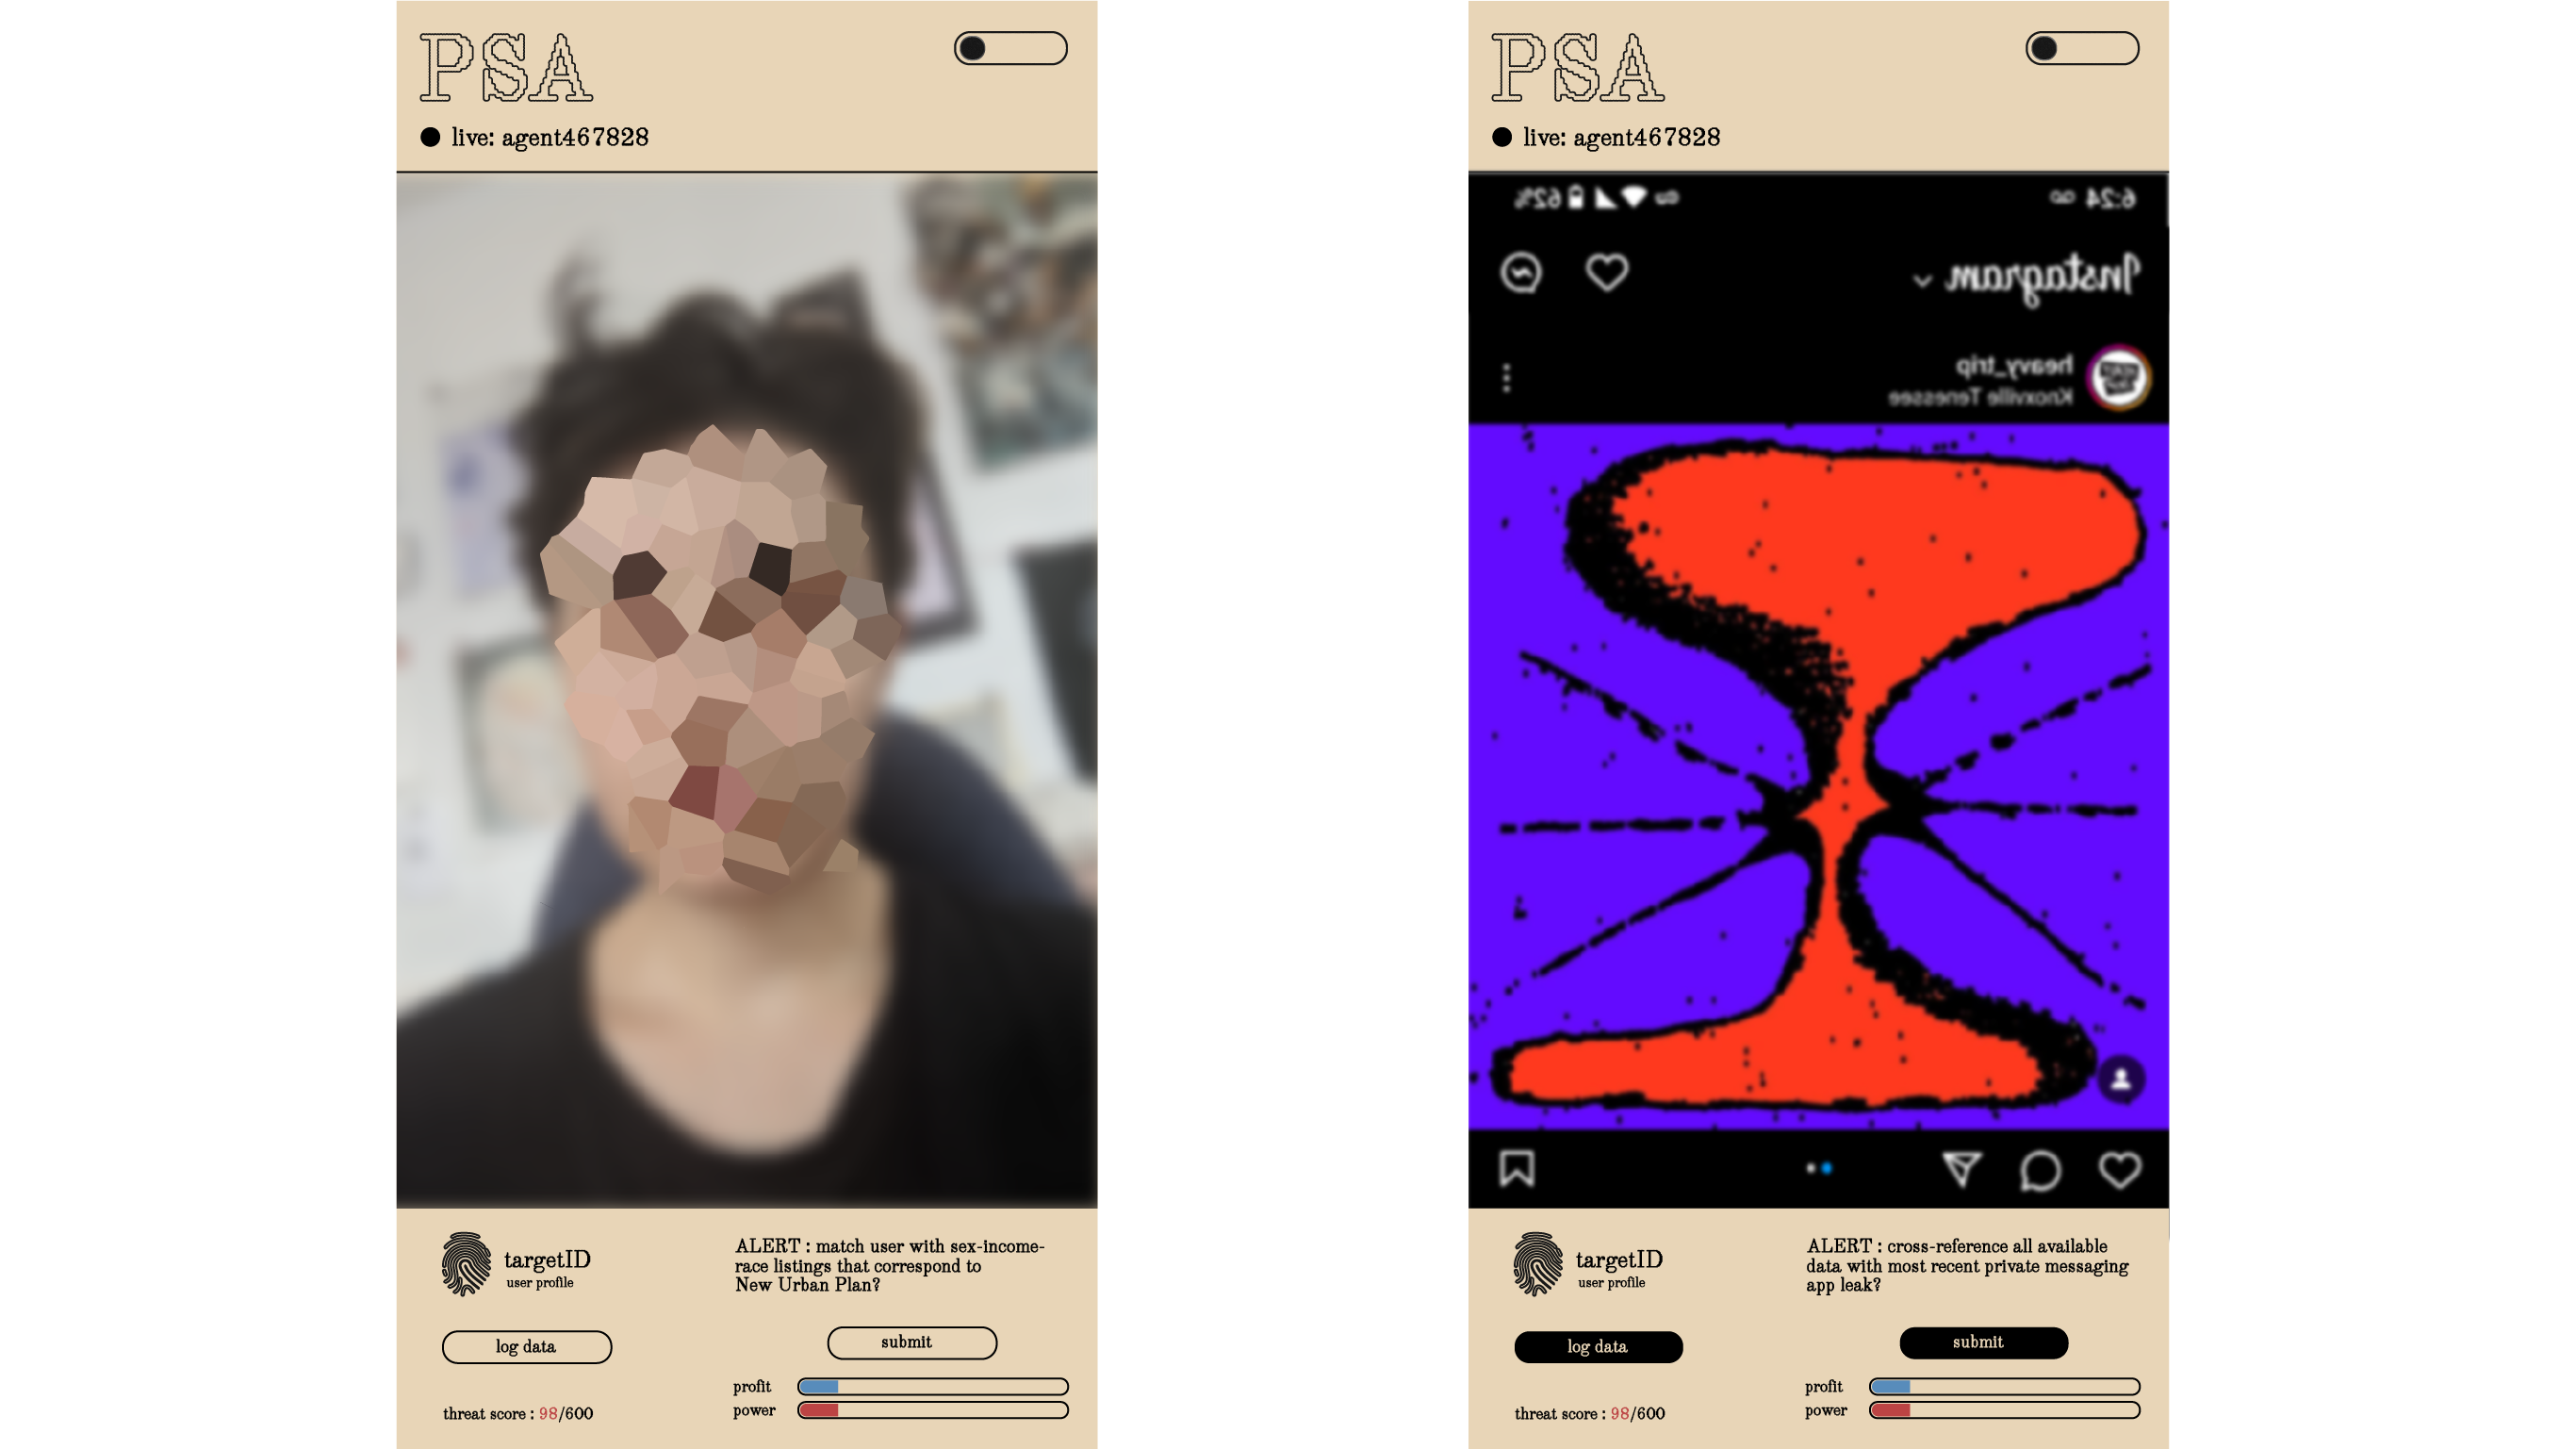 PSA
live: agent467828
targetID
user profile
ALERT : match user with sex-income-
race listings that correspond to
New Urban Plan?
log data
submit
profit
power
threat score : 98/600
PSA
live: agent467828
62%
6:24
Instagram
heavy_trip
Knoxville Tenessee
targetID
user profile
ALERT : cross-reference all available
data with most recent private messaging
app leak?
log data
submit
profit
power
threat score : 98/600